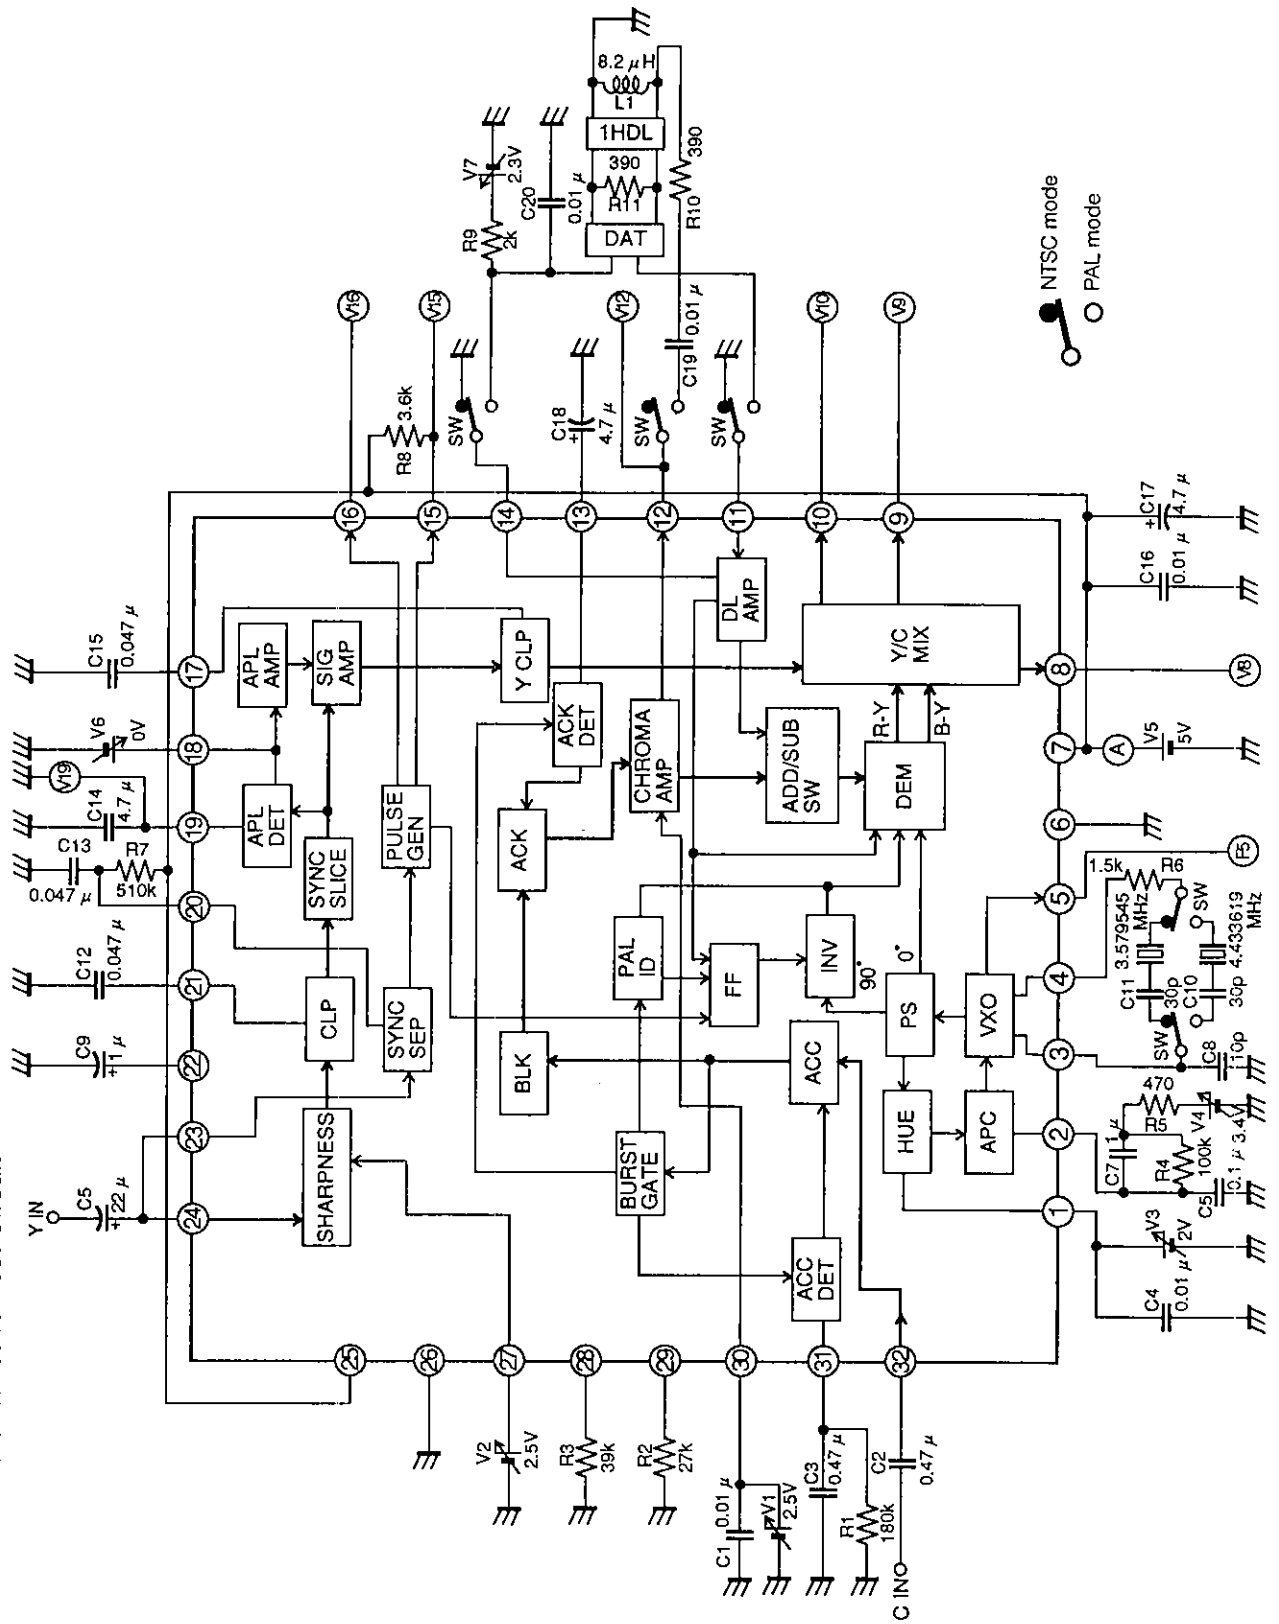 Y IN
C5
22 μ
C9
1 μ
C12
0.047 μ
C13
0.047 μ
R7
510k
C14
4.7 μ
V19
V6
0V
C15
0.047 μ
24
23
22
21
20
19
18
17
SHARPNESS
CLP
SYNC
SLICE
APL
DET
APL
AMP
SIG
AMP
SYNC
SEP
PULSE
GEN
Y CLP
BLK
ACK
ACK
DET
CHROMA
AMP
DL
AMP
BURST
GATE
PAL
ID
FF
ADD/SUB
SW
ACC
DET
ACC
INV
90°
DEM
R-Y
B-Y
Y/C
MIX
HUE
PS
0°
APC
VXO
25
26
27
28
29
30
31
32
V2
2.5V
R3
39k
R2
27k
C1
0.01 μ
V1
2.5V
C3
0.47 μ
R1
180k
C2
0.47 μ
C IN
16
15
14
13
12
11
10
9
V16
R8
3.6k
V15
SW
R9
2k
V7
2.3V
C20
0.01 μ
C18
4.7 μ
V12
SW
C19
0.01 μ
SW
DAT
R11
390
1HDL
8.2 μH
L1
R10
390
V10
V9
1
2
3
4
5
6
7
8
C4
0.01 μ
V3
2V
C5
0.1 μ
R4
100k
C7
1 μ
R5
470
V4
3.4V
C8
10p
SW
C11
30p
C10
30p
3.579545
MHz
4.433619
MHz
SW
R6
1.5k
F5
A
V5
5V
V8
C16
0.01 μ
C17
4.7 μ
NTSC mode
PAL mode